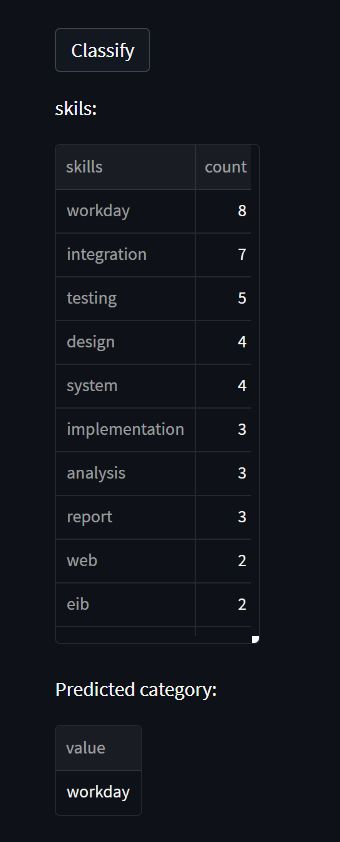 Classify
skils:
skills count
workday 8
integration 7
testing 5
design 4
system 4
implementation 3
analysis 3
report 3
web 2
eib 2
Predicted category:
value
workday